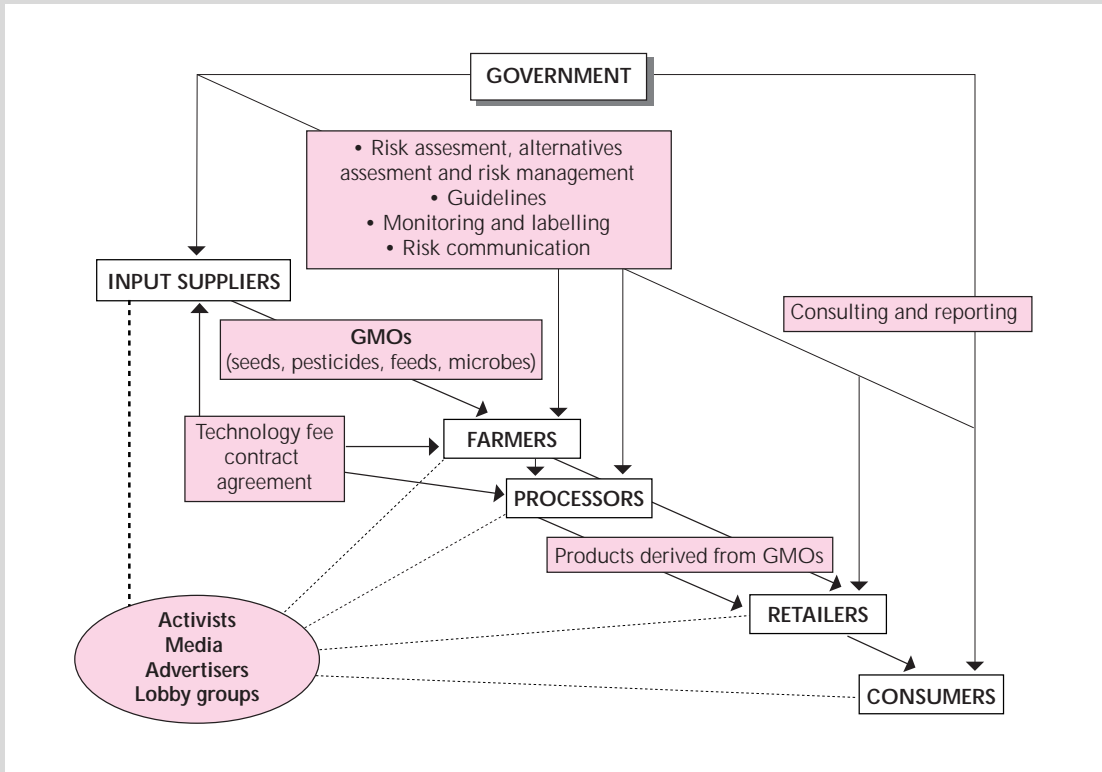 GOVERNMENT
• Risk assesment, alternatives
assesment and risk management
• Guidelines
• Monitoring and labelling
• Risk communication
INPUT SUPPLIERS
Consulting and reporting
GMOs
(seeds, pesticides, feeds, microbes)
Technology fee
contract
agreement
FARMERS
PROCESSORS
Products derived from GMOs
RETAILERS
Activists
Media
Advertisers
Lobby groups
CONSUMERS